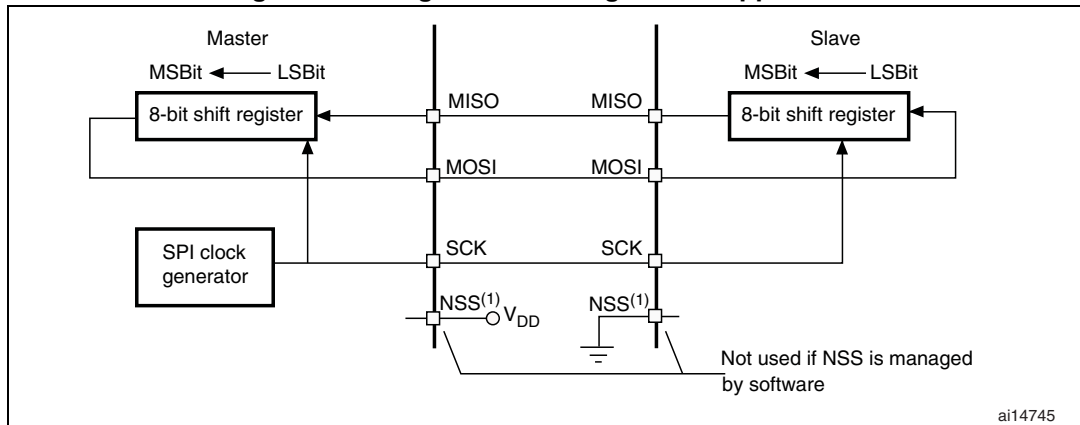 Master
Slave
MSBit
LSBit
MSBit
LSBit
8-bit shift register
MISO
MISO
8-bit shift register
MOSI
MOSI
SPI clock
generator
SCK
SCK
NSS(1)
VDD
NSS(1)
Not used if NSS is managed
by software
ai14745